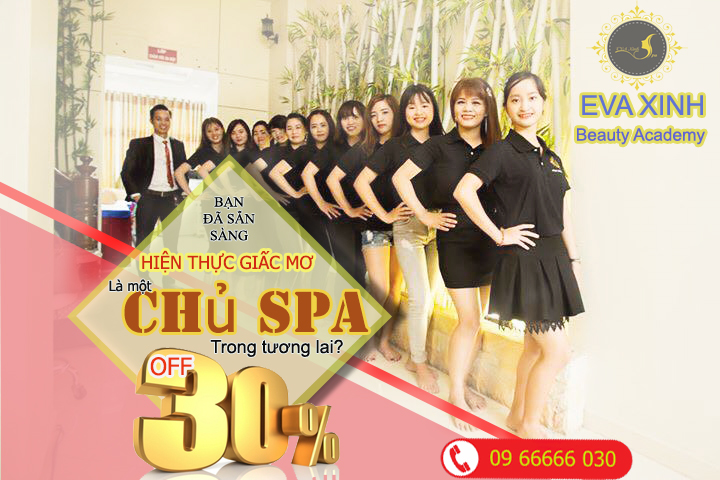 EVA XINH
Beauty Academy
BẠN
ĐÃ SẴN
SÀNG
HIỆN THỰC GIẤC MƠ
Là một
CHủ SPA
Trong tương lai?
OFF
30%
09 66666 030